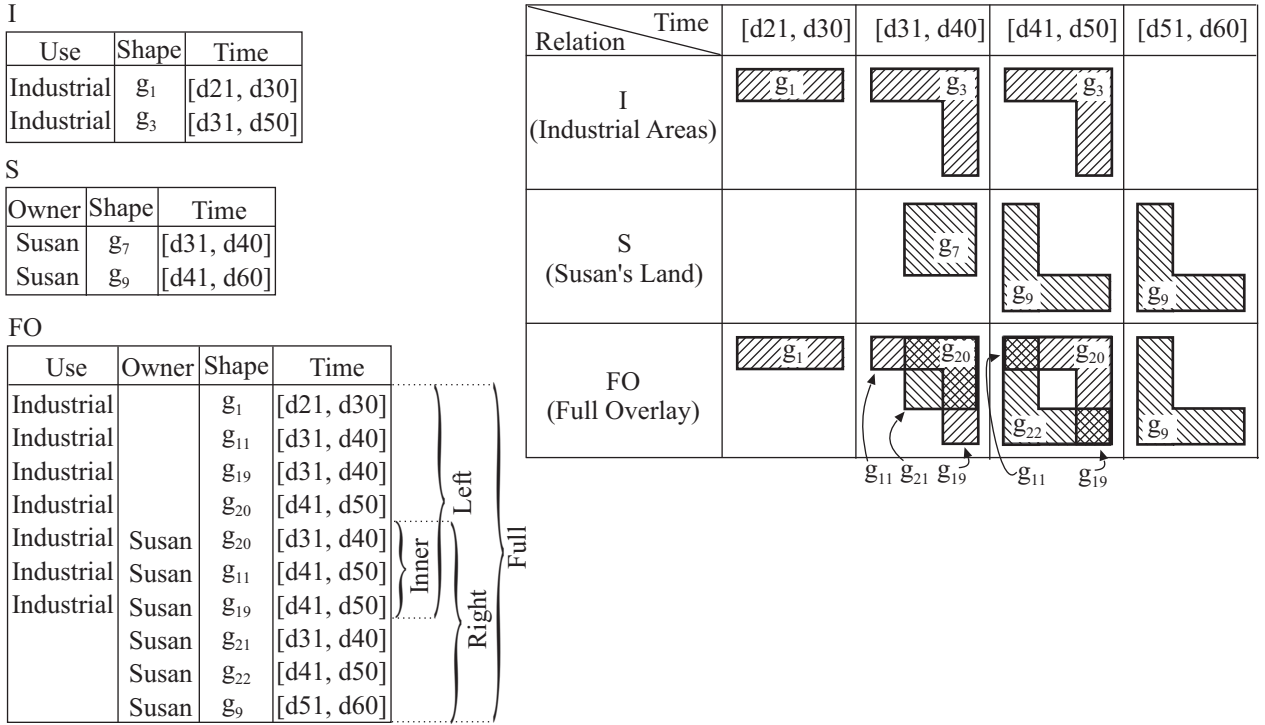 I
Use Shape Time
Industrial g₁ [d21, d30]
Industrial g₃ [d31, d50]
S
Owner Shape Time
Susan g₇ [d31, d40]
Susan g₉ [d41, d60]
FO
Use Owner Shape Time
Industrial g₁ [d21, d30]
Industrial g₁₁ [d31, d40]
Industrial g₁₉ [d31, d40]
Industrial g₂₀ [d41, d50]
Industrial Susan g₂₀ [d31, d40]
Industrial Susan g₁₁ [d41, d50]
Industrial Susan g₁₉ [d41, d50]
Susan g₂₁ [d31, d40]
Susan g₂₂ [d41, d50]
Susan g₉ [d51, d60]
Inner
Left
Right
Full
Time
Relation
[d21, d30] [d31, d40] [d41, d50] [d51, d60]
I
(Industrial Areas)
g₁ g₃ g₃
S
(Susan's Land)
g₇ g₉ g₉
FO
(Full Overlay)
g₁ g₂₀ g₂₀
g₂₂ g₉
g₁₁ g₂₁ g₁₉ g₁₁ g₁₉